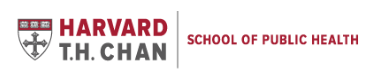 HARVARD
T.H. CHAN
SCHOOL OF PUBLIC HEALTH